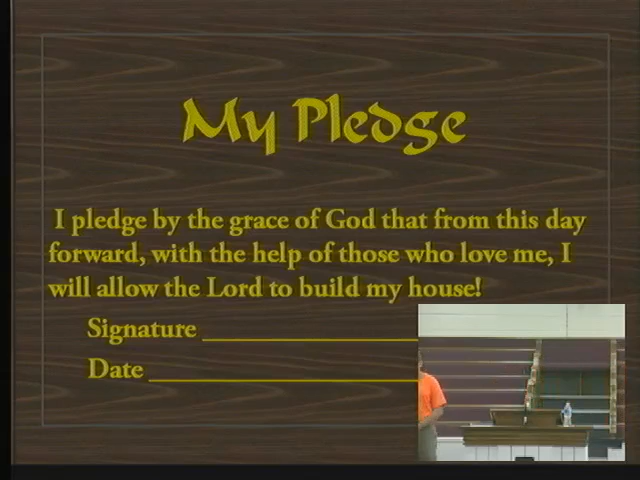 My Pledge
I pledge by the grace of God that from this day
forward, with the help of those who love me, I
will allow the Lord to build my house!
Signature
Date